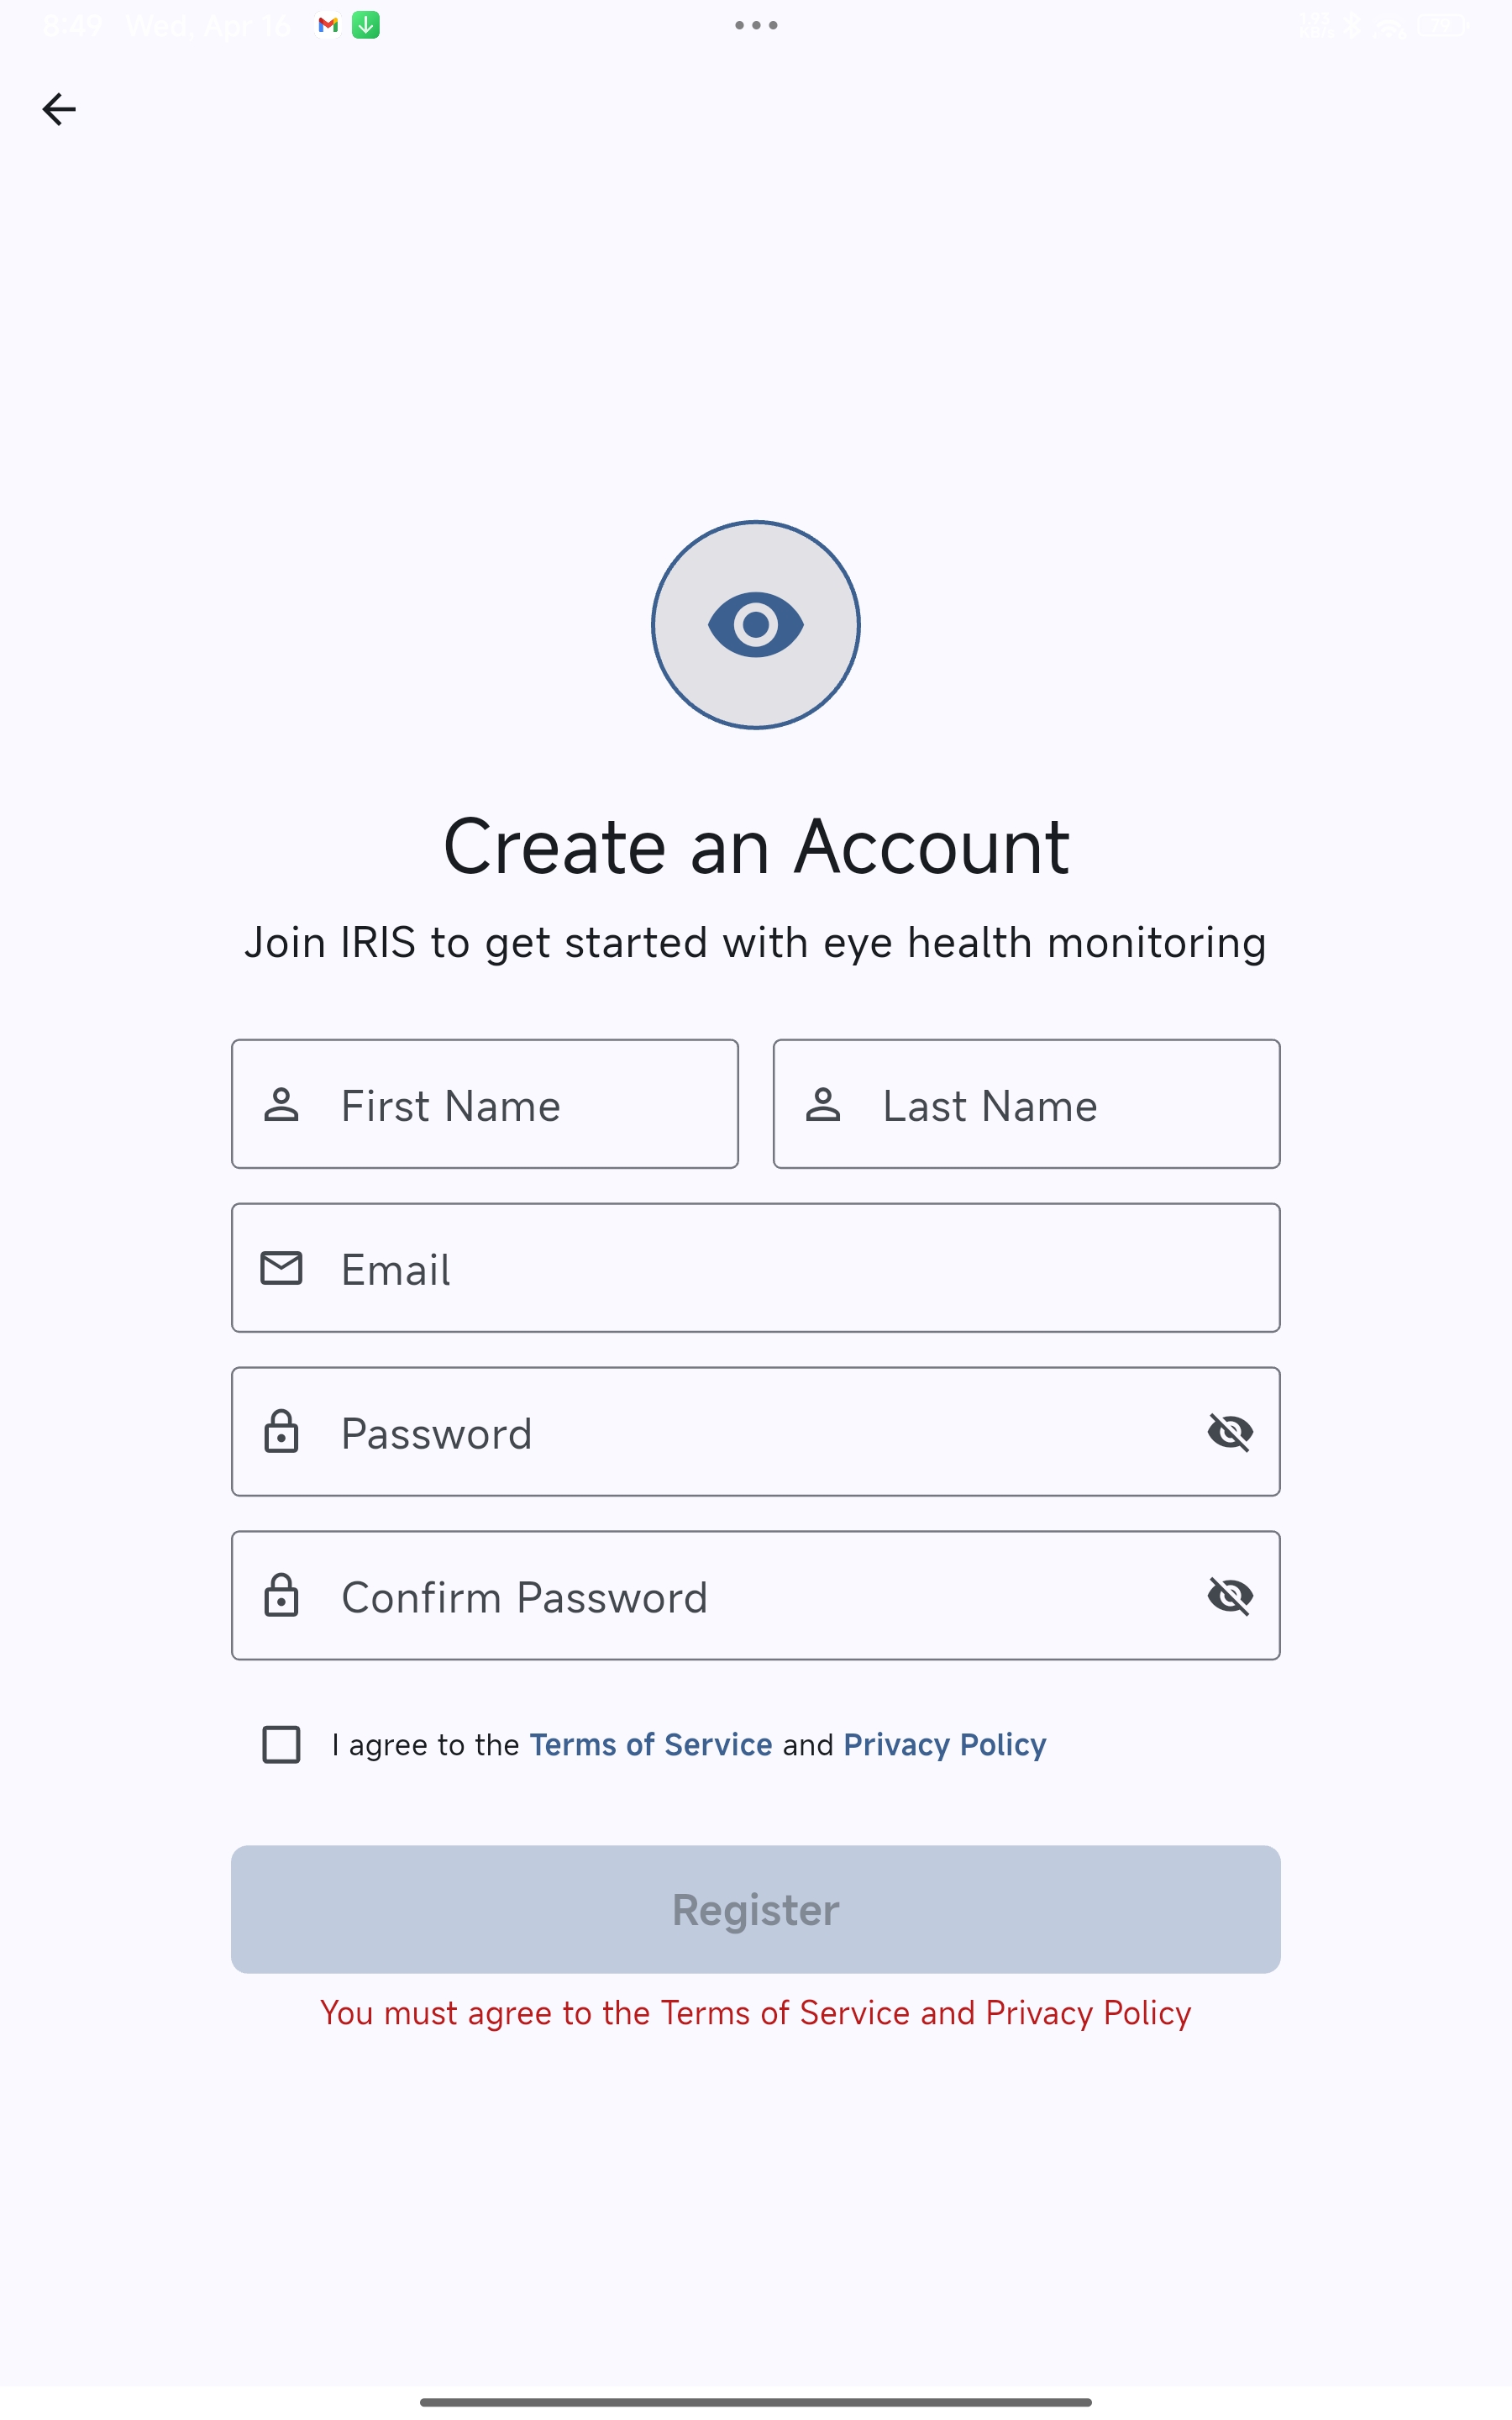 8:49 Wed, Apr 16
Create an Account
Join IRIS to get started with eye health monitoring
First Name
Last Name
Email
Password
Confirm Password
I agree to the Terms of Service and Privacy Policy
Register
You must agree to the Terms of Service and Privacy Policy